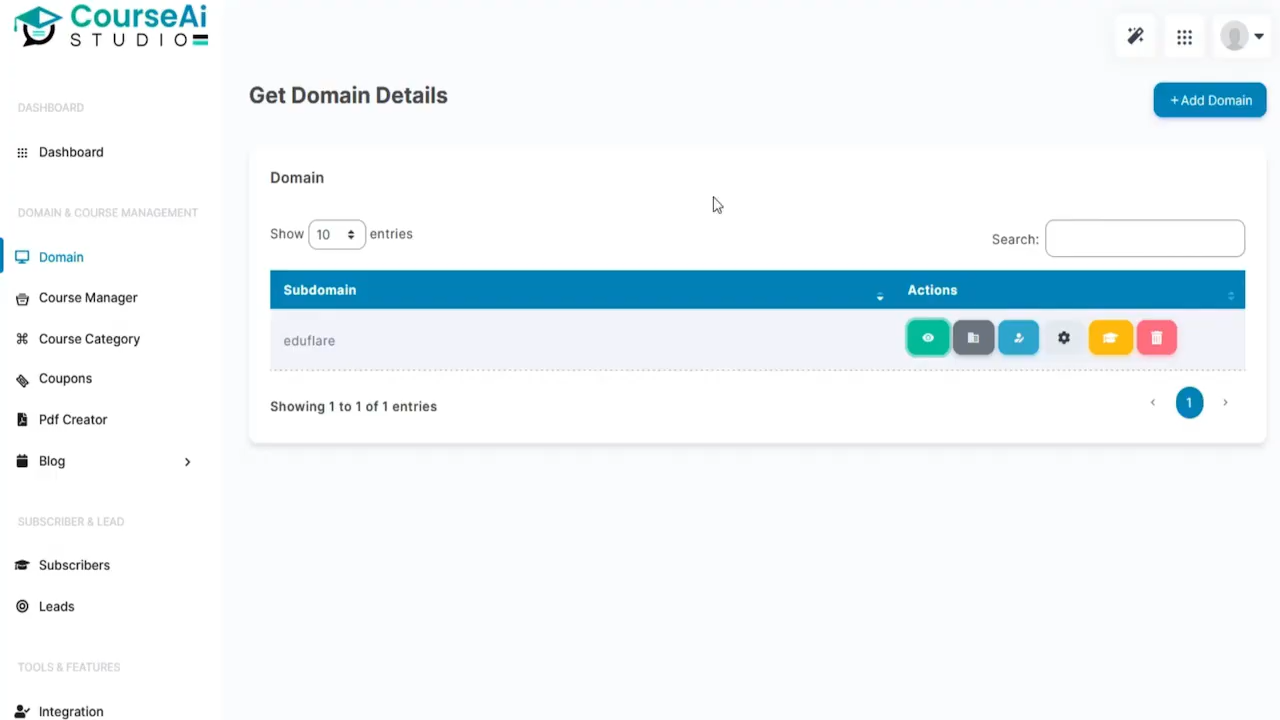 CourseAi
STUDIO
DASHBOARD
Dashboard
DOMAIN & COURSE MANAGEMENT
Domain
Course Manager
Course Category
Coupons
Pdf Creator
Blog
SUBSCRIBER & LEAD
Subscribers
Leads
TOOLS & FEATURES
Integration
Get Domain Details
+ Add Domain
Domain
Show 10 entries
Search:
Subdomain Actions
eduflare
Showing 1 to 1 of 1 entries
‹ 1 ›